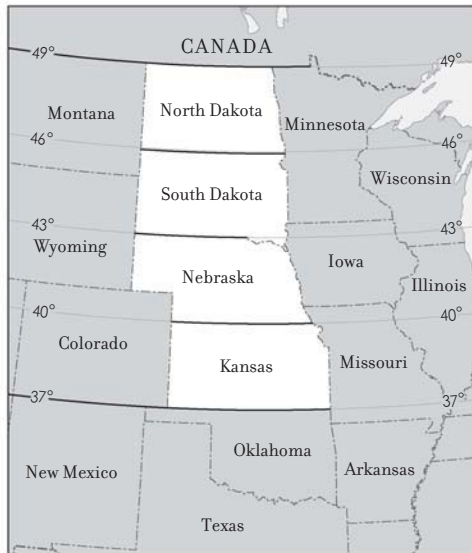 CANADA
49°
49°
Montana
North Dakota
Minnesota
46°
46°
South Dakota
Wisconsin
43°
43°
Wyoming
Nebraska
Iowa
Illinois
40°
40°
Colorado
Kansas
Missouri
37°
37°
New Mexico
Oklahoma
Arkansas
Texas